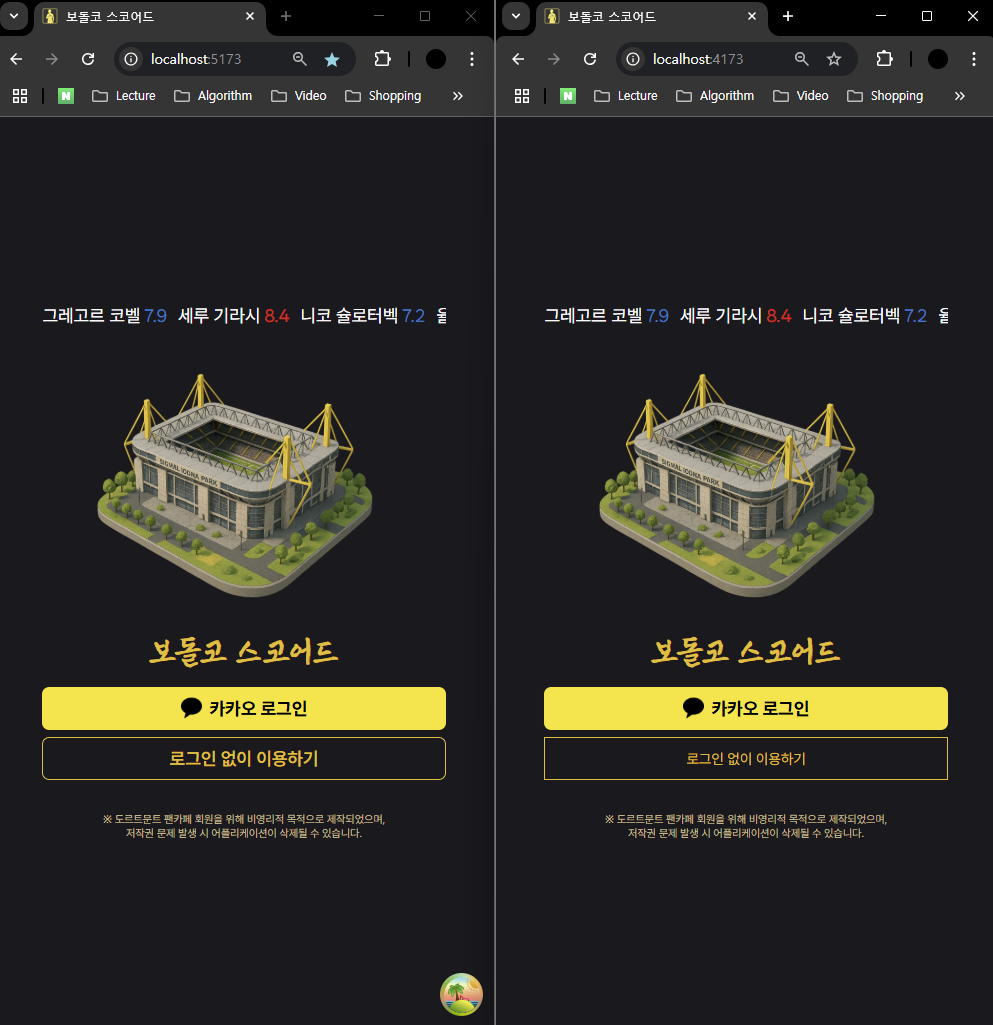 보돌코 스코어드
localhost:5173
N
Lecture
Algorithm
Video
Shopping
그레고르 코벨 7.9 세루 기라시 8.4 니코 슐로터벡 7.2
SIGNAL IDUNA PARK
보돌코 스코어드
카카오 로그인
로그인 없이 이용하기
※ 도르트문트 팬카페 회원을 위해 비영리적 목적으로 제작되었으며,
저작권 문제 발생 시 어플리케이션이 삭제될 수 있습니다.
보돌코 스코어드
localhost:4173
N
Lecture
Algorithm
Video
Shopping
그레고르 코벨 7.9 세루 기라시 8.4 니코 슐로터벡 7.2
SIGNAL IDUNA PARK
보돌코 스코어드
카카오 로그인
로그인 없이 이용하기
※ 도르트문트 팬카페 회원을 위해 비영리적 목적으로 제작되었으며,
저작권 문제 발생 시 어플리케이션이 삭제될 수 있습니다.